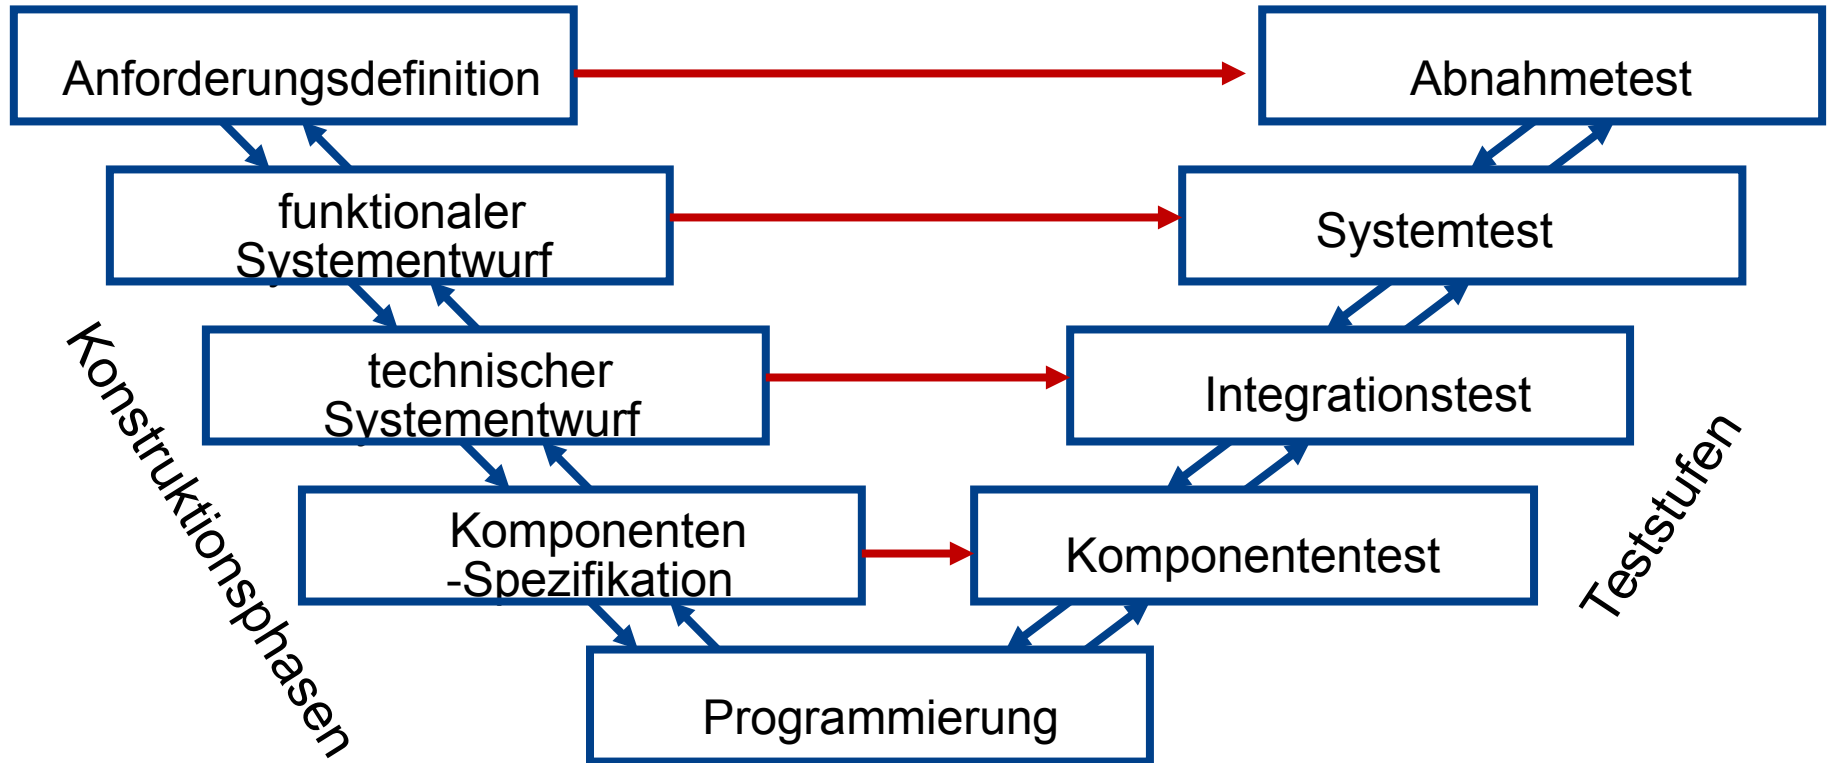 Anforderungsdefinition
Abnahmetest
funktionaler
Systementwurf
Systemtest
technischer
Systementwurf
Integrationstest
Komponenten
-Spezifikation
Komponententest
Programmierung
Konstruktionsphasen
Teststufen